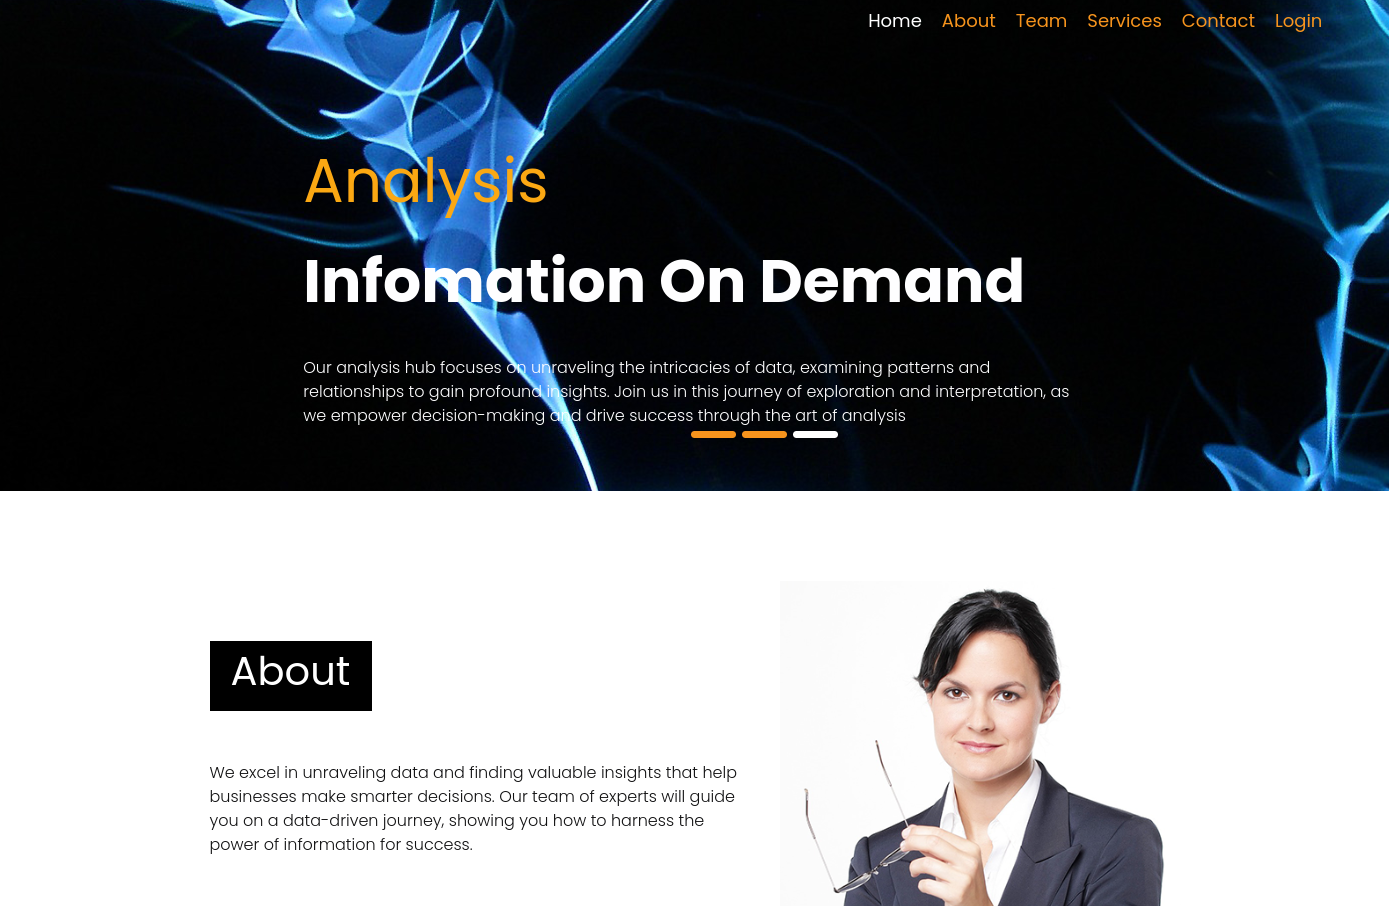 Home About Team Services Contact Login
Analysis
Infomation On Demand
Our analysis hub focuses on unraveling the intricacies of data, examining patterns and
relationships to gain profound insights. Join us in this journey of exploration and interpretation, as
we empower decision-making and drive success through the art of analysis
About
We excel in unraveling data and finding valuable insights that help
businesses make smarter decisions. Our team of experts will guide
you on a data-driven journey, showing you how to harness the
power of information for success.